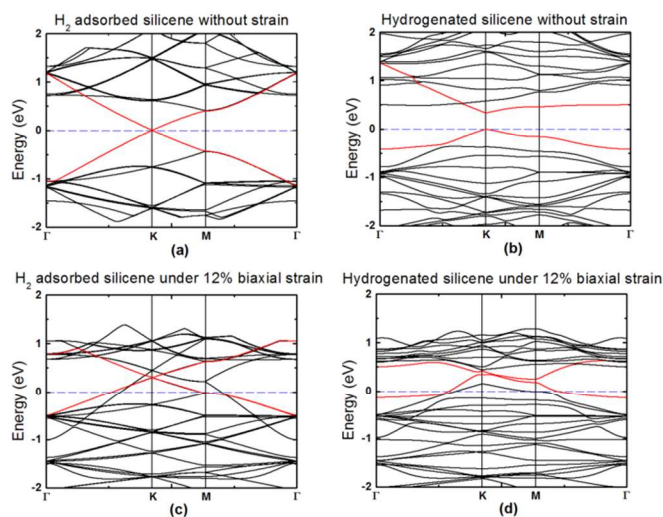 H2 adsorbed silicene without strain
Hydrogenated silicene without strain
Energy (eV)
2
1
0
-1
-2
Γ K M Γ
(a)
Energy (eV)
2
1
0
-1
-2
Γ K M Γ
(b)
H2 adsorbed silicene under 12% biaxial strain
Hydrogenated silicene under 12% biaxial strain
Energy (eV)
2
1
0
-1
-2
Γ K M Γ
(c)
Energy (eV)
2
1
0
-1
-2
Γ K M Γ
(d)